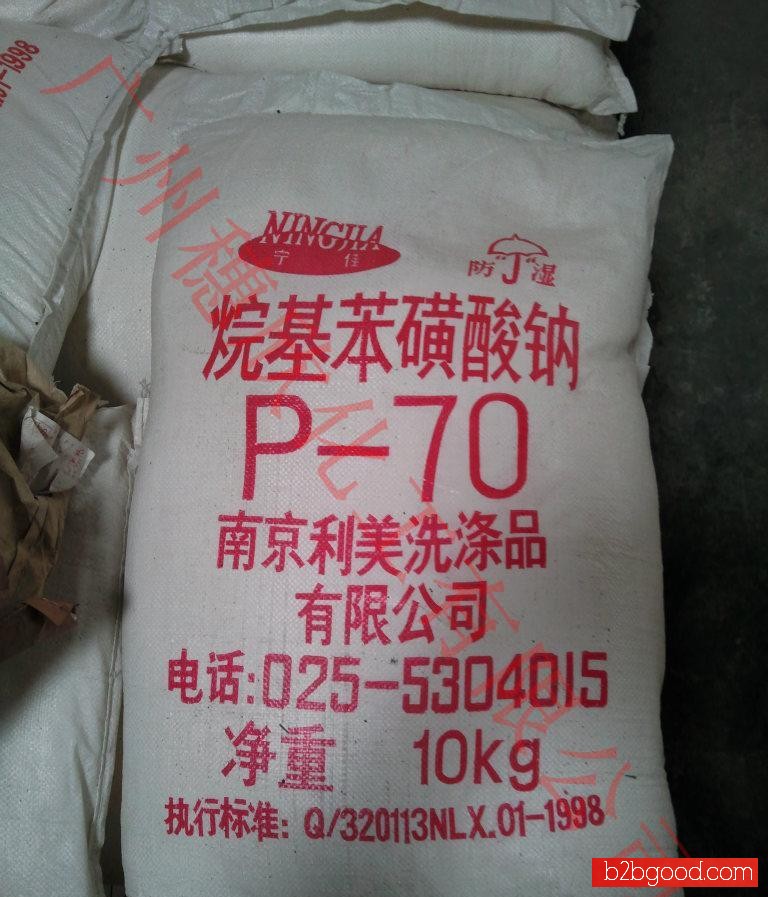 .01-1998
NINGJIA
宁佳
防"J"湿
烷基苯磺酸钠
P-70
南京利美洗涤品
有限公司
电话:025-5304015
净重 10kg
执行标准: Q/320113NLX.01-1998
b2bgood.com